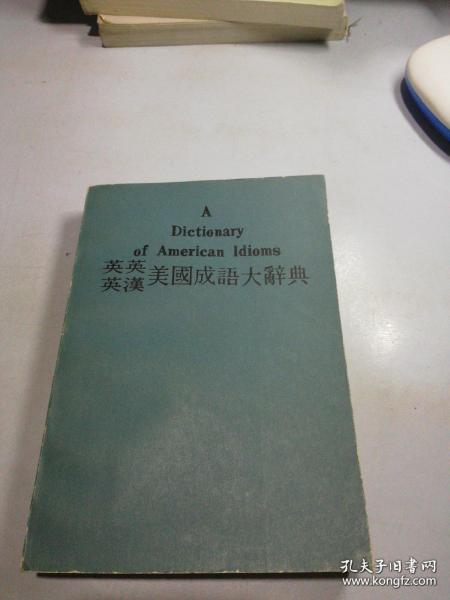 A
Dictionary
of American Idioms
英英
英漢
美國成語大辭典
孔夫子旧书网
www.kongfz.com